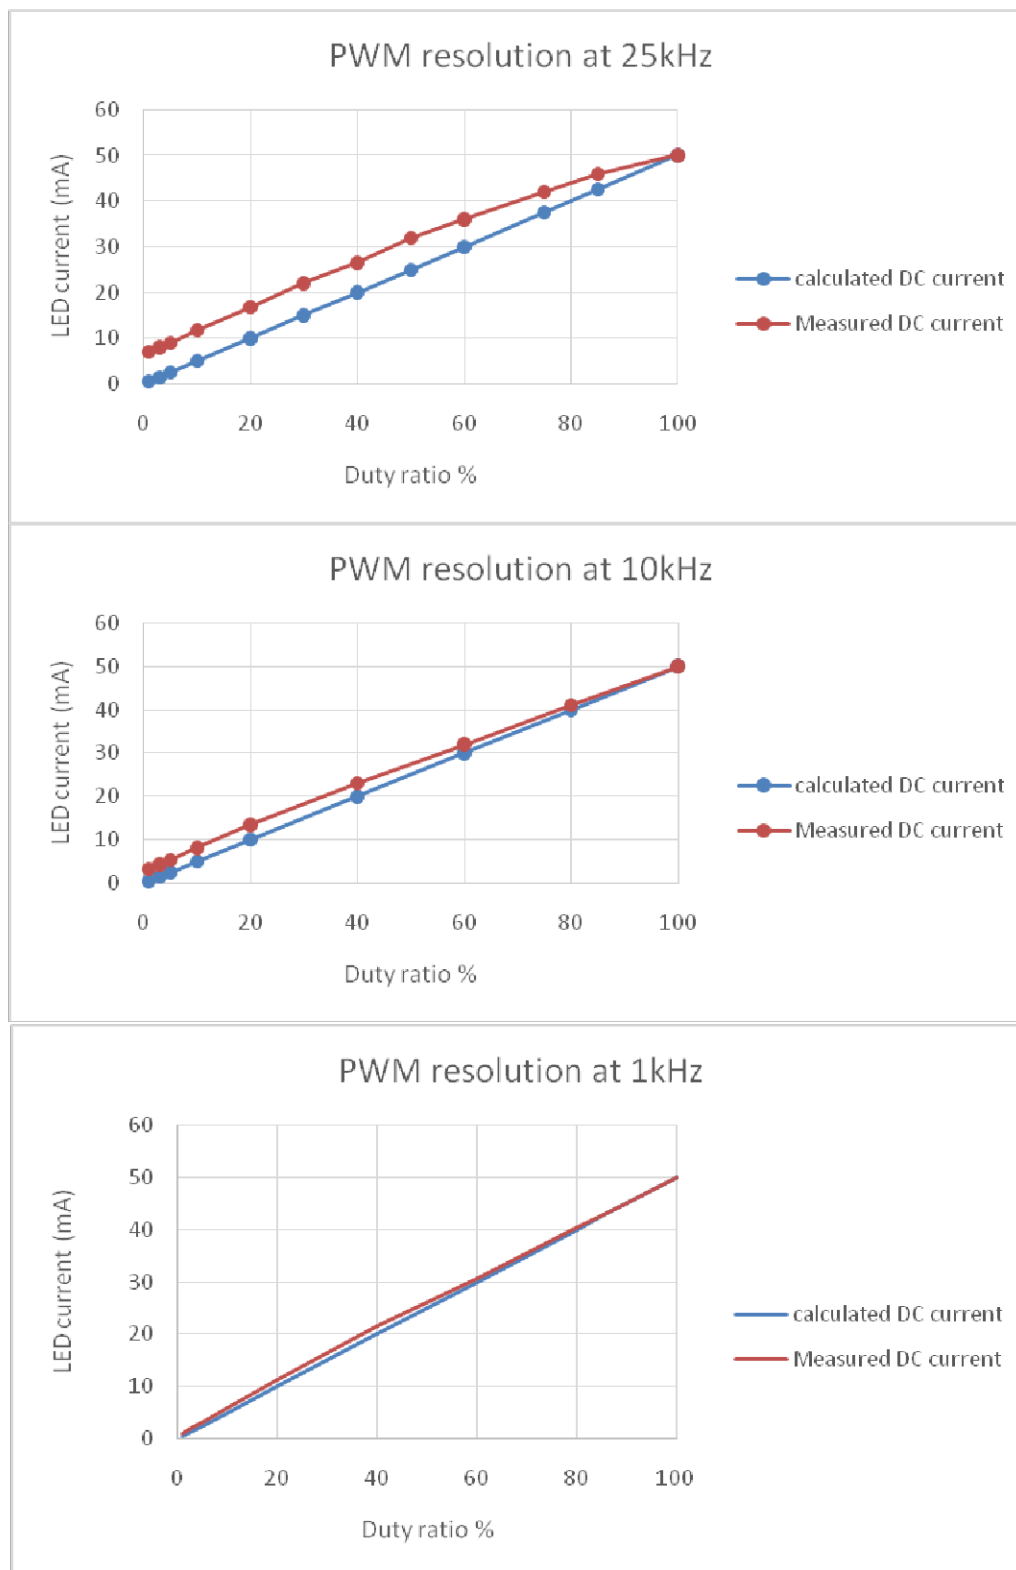 PWM resolution at 25kHz
60
50
40
30
20
10
0
LED current (mA)
0 20 40 60 80 100
Duty ratio %
calculated DC current
Measured DC current
PWM resolution at 10kHz
60
50
40
30
20
10
0
LED current (mA)
0 20 40 60 80 100
Duty ratio %
calculated DC current
Measured DC current
PWM resolution at 1kHz
60
50
40
30
20
10
0
LED current (mA)
0 20 40 60 80 100
Duty ratio %
calculated DC current
Measured DC current